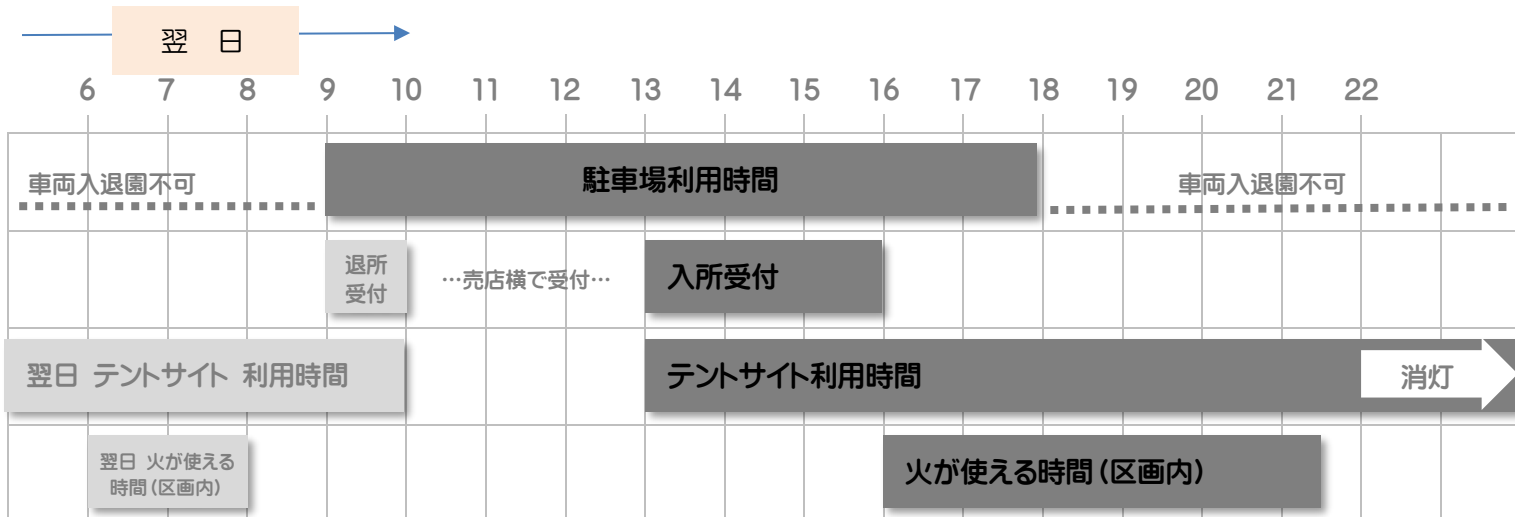 翌 日
6 7 8 9 10 11 12 13 14 15 16 17 18 19 20 21 22
車両入退園不可
駐車場利用時間
車両入退園不可
退所
受付
…売店横で受付…
入所受付
翌日 テントサイト 利用時間
テントサイト利用時間
消灯
翌日 火が使える
時間(区画内)
火が使える時間(区画内)